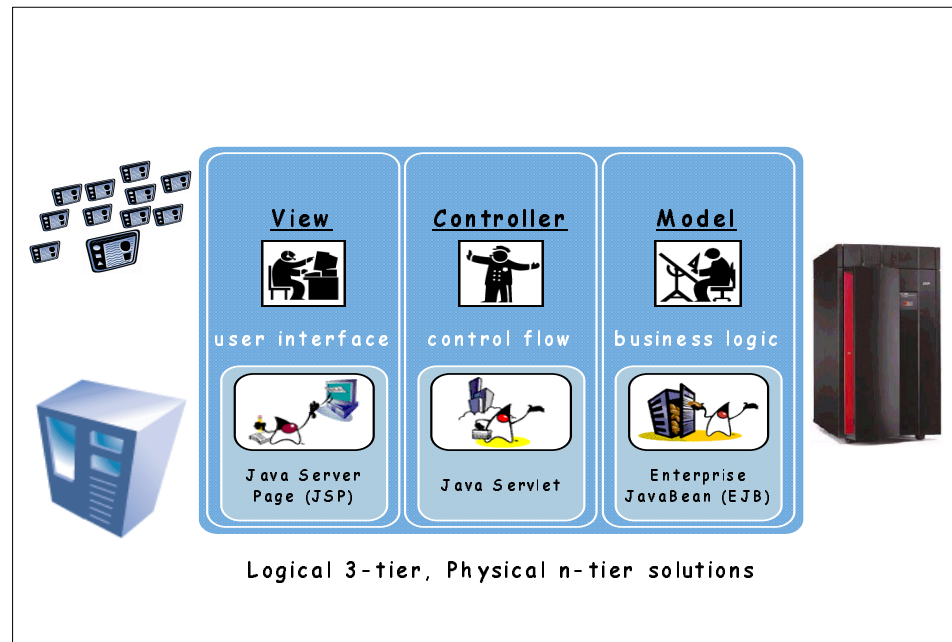 View
Controller
Model
user interface
control flow
business logic
Java Server
Page (JSP)
Java Servlet
Enterprise
JavaBean (EJB)
Logical 3-tier, Physical n-tier solutions